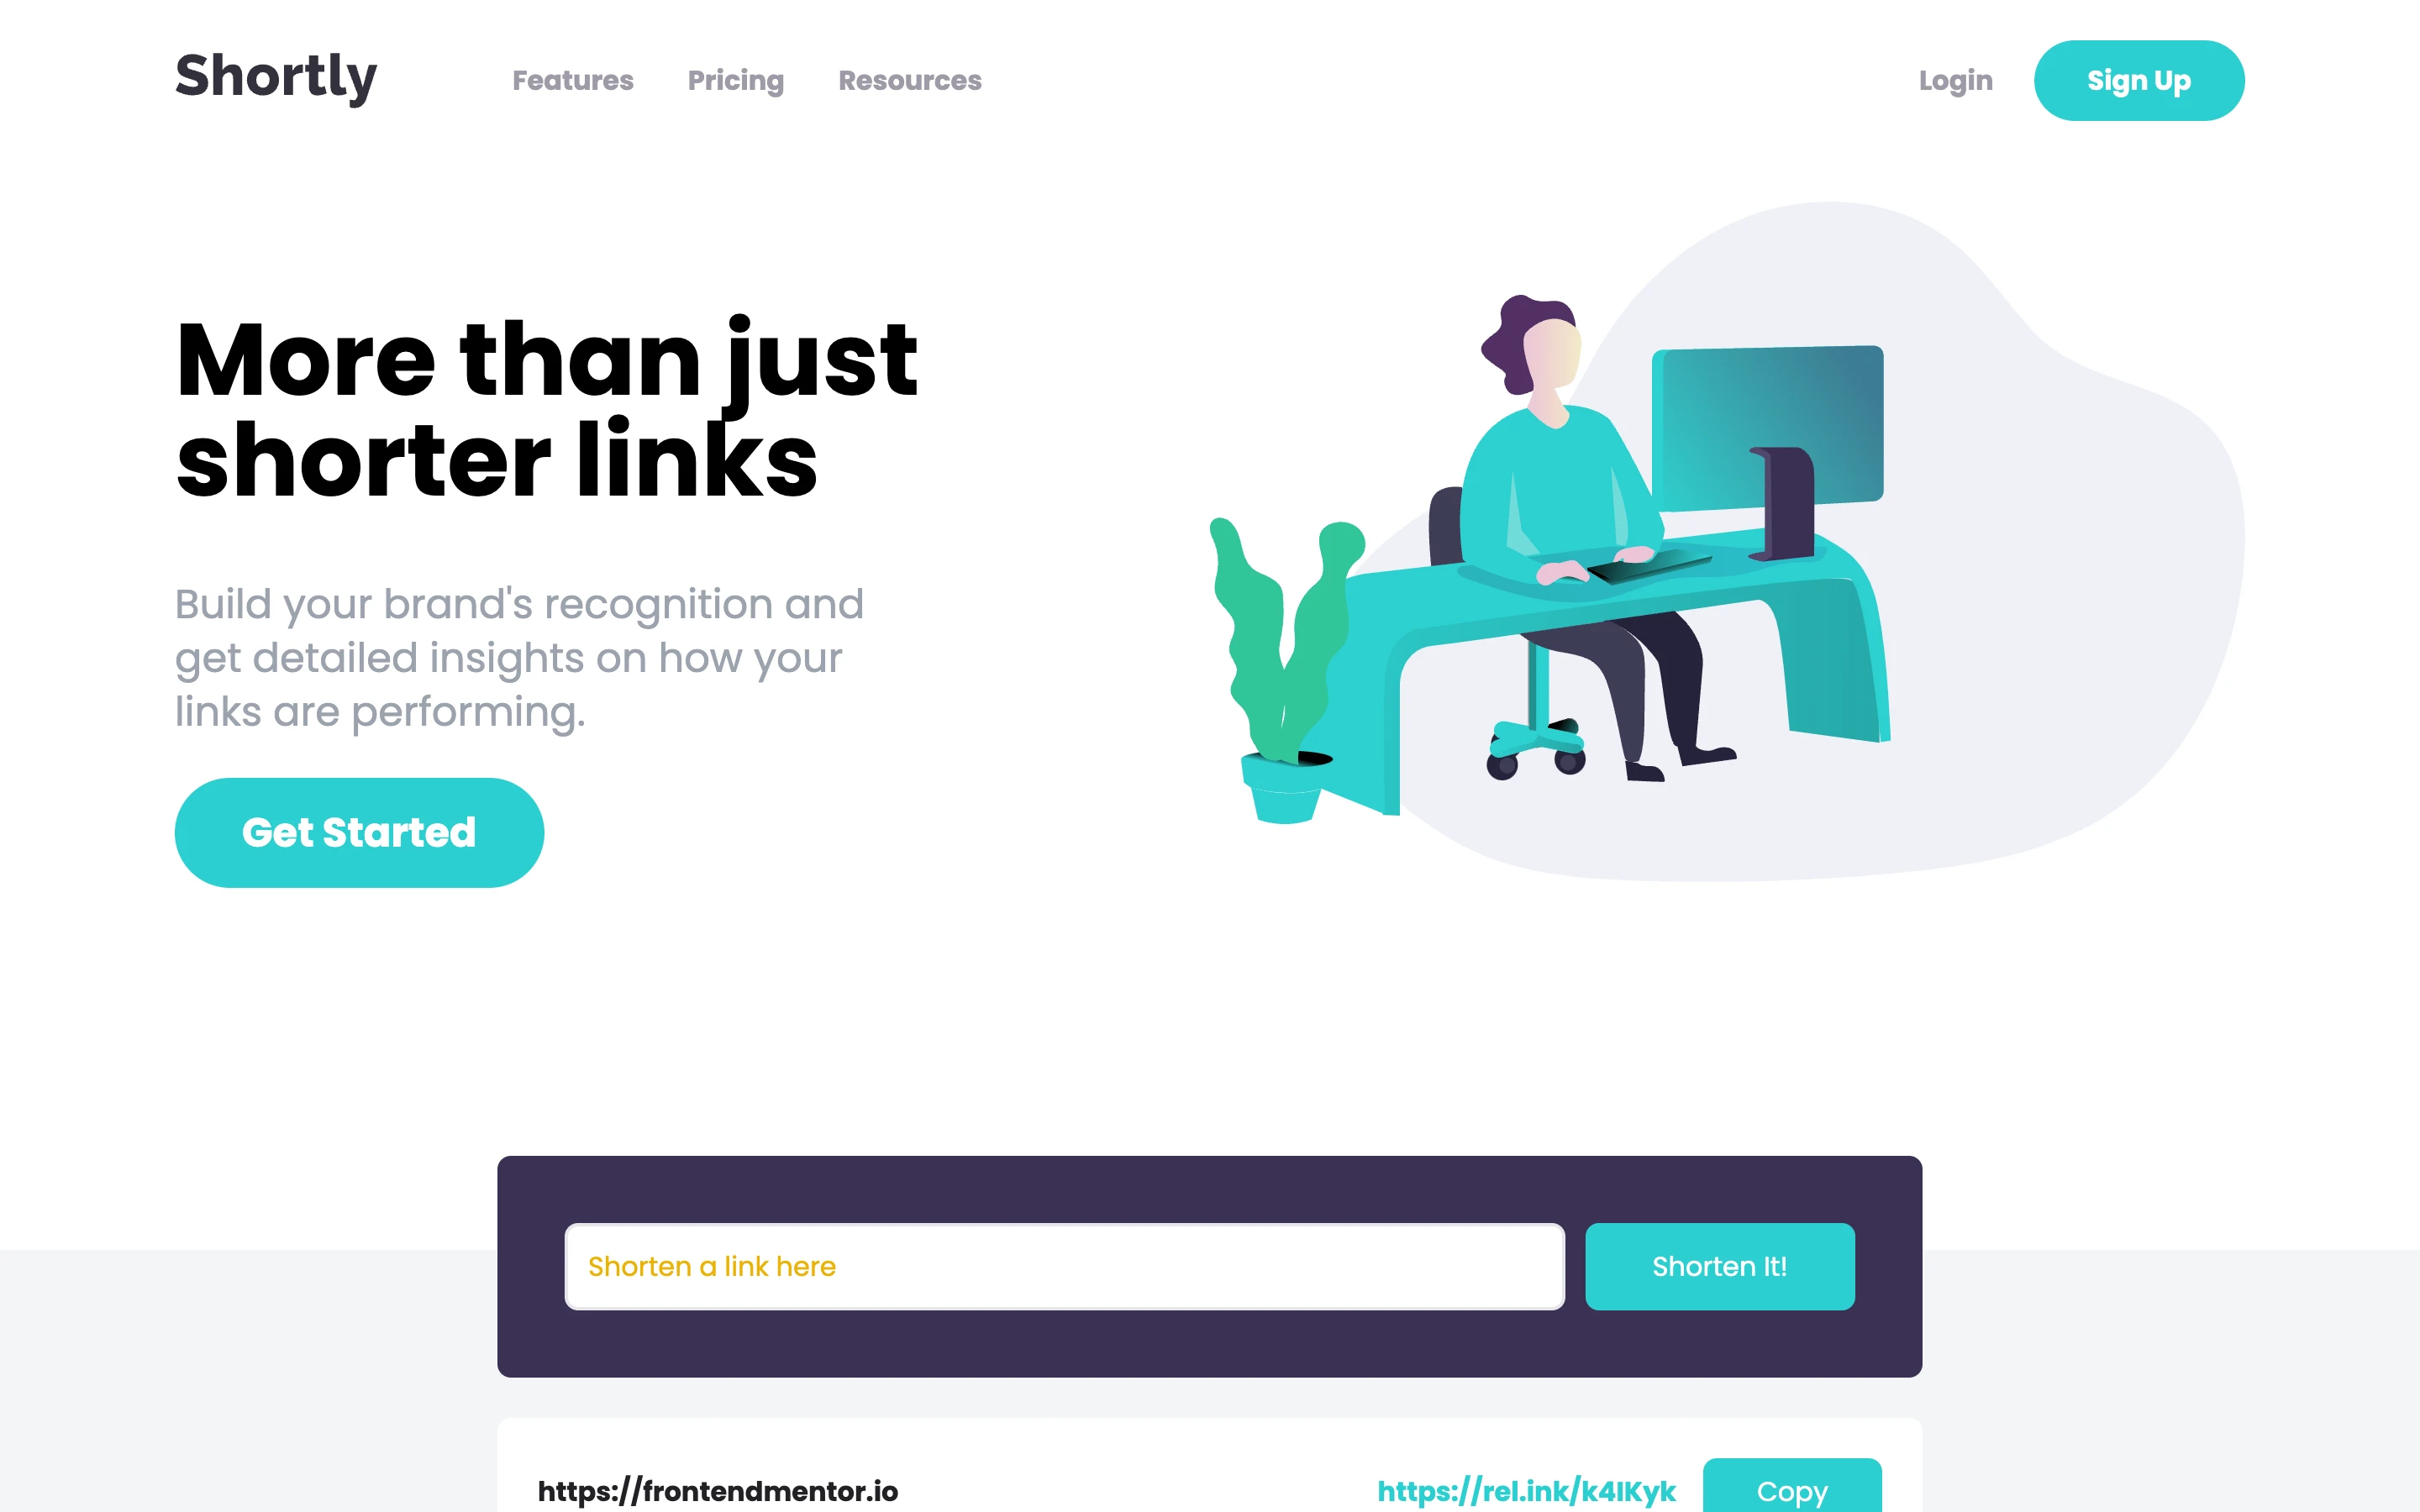 Shortly
Features
Pricing
Resources
Login
Sign Up
More than just
shorter links
Build your brand's recognition and
get detailed insights on how your
links are performing.
Get Started
Shorten a link here
Shorten It!
https://frontendmentor.io
https://rel.ink/k4IKyk
Copy